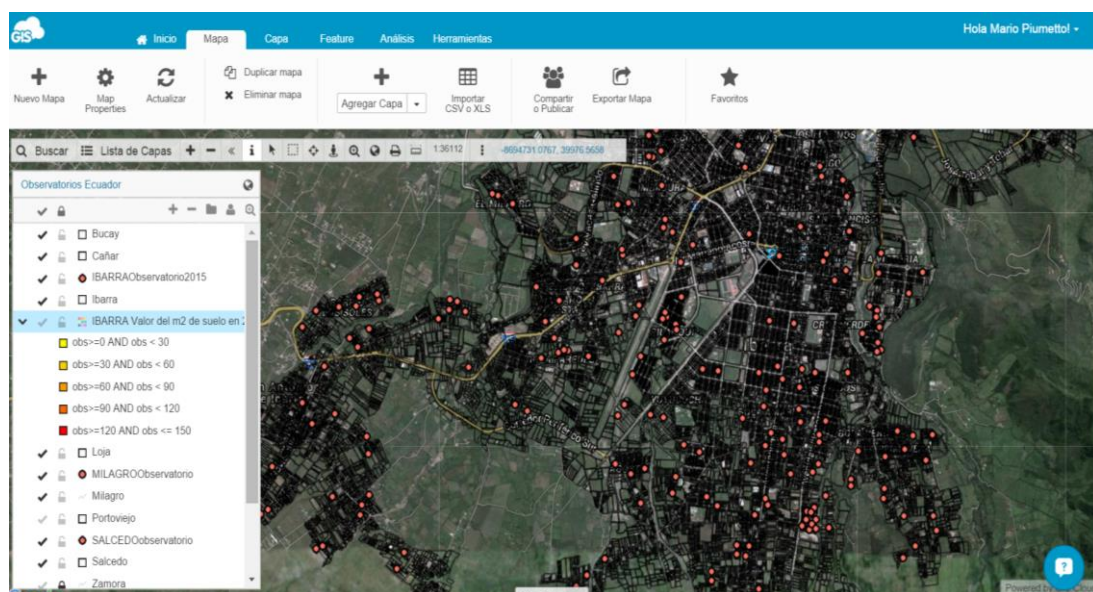 GIS
Inicio Mapa Capa Feature Análisis Herramientas
Hola Mario Piumetto!
Nuevo Mapa
Map Properties
Actualizar
Duplicar mapa
Eliminar mapa
Agregar Capa
Importar CSV o XLS
Compartir o Publicar
Exportar Mapa
Favoritos
Buscar Lista de Capas 1:36112 -8694731.0767, 39976.5658
Observatorios Ecuador
Bucay
Cañar
IBARRAObservatorio2015
Ibarra
IBARRA Valor del m2 de suelo en 2
obs>=0 AND obs < 30
obs>=30 AND obs < 60
obs>=60 AND obs < 90
obs>=90 AND obs < 120
obs>=120 AND obs <= 150
Loja
MILAGROObservatorio
Milagro
Portoviejo
SALCEDOobservatorio
Salcedo
Zamora
?
Powered by